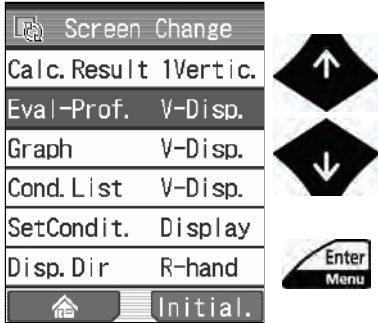 Screen Change
Calc.Result 1Vertic.
Eval-Prof. V-Disp.
Graph V-Disp.
Cond.List V-Disp.
SetCondit. Display
Disp.Dir R-hand
Initial.
Enter
Menu